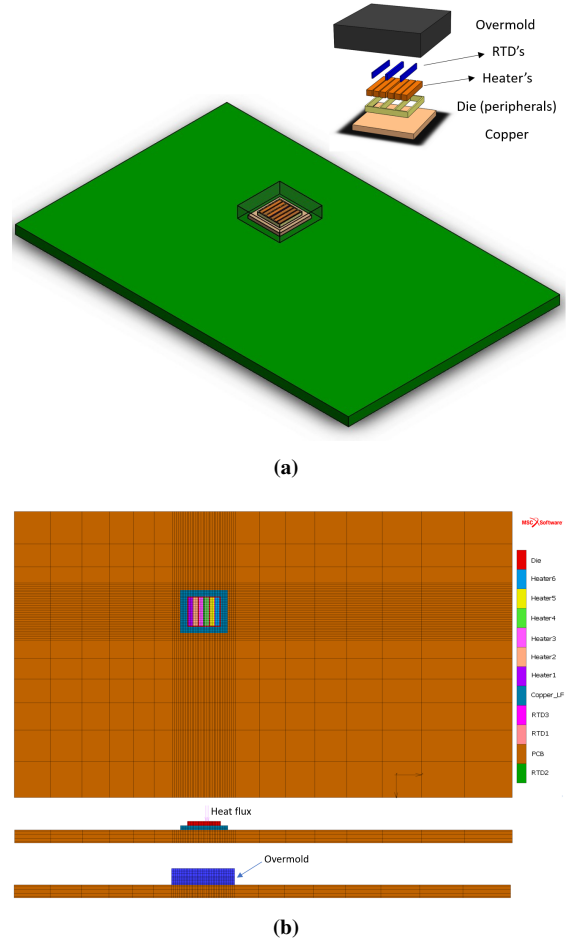 Overmold
RTD's
Heater's
Die (peripherals)
Copper
(a)
MSC Software
Die
Heater6
Heater5
Heater4
Heater3
Heater2
Heater1
Copper_LF
RTD3
RTD1
PCB
RTD2
Heat flux
Overmold
(b)